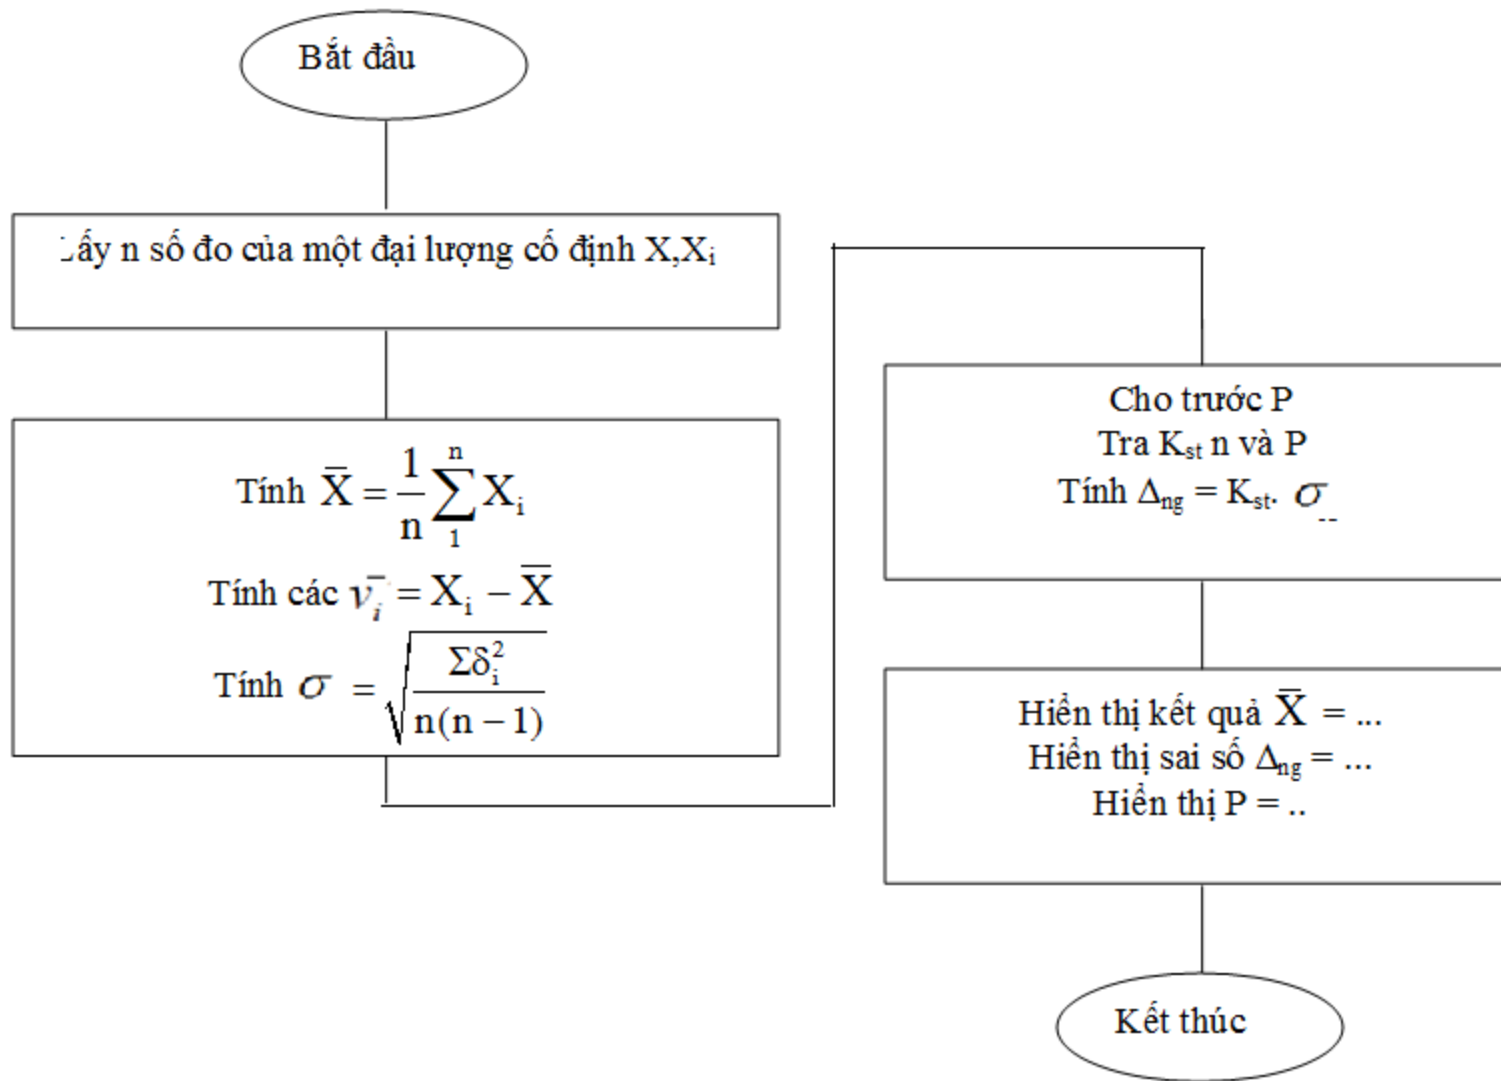 Bắt đầu
ấy n số đo của một đại lượng cố định X,Xᵢ
Tính X̄ = 1/n ∑₁ⁿ Xᵢ
Tính các v̄ᵢ = Xᵢ − X̄
Tính σ = √(Σδᵢ² / n(n − 1))
Cho trước P
Tra Kₛₜ n và P
Tính Δng = Kₛₜ. σ
Hiển thị kết quả X̄ = ...
Hiển thị sai số Δng = ...
Hiển thị P = ..
Kết thúc